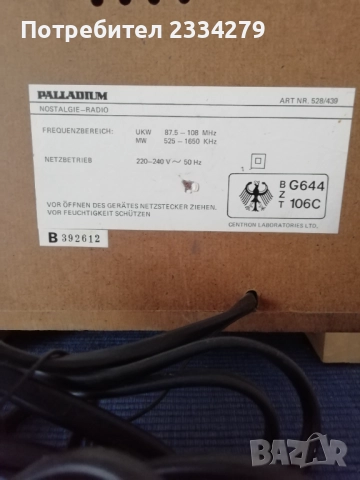 Потребител 2334279
PALLADIUM ART NR. 528/439
NOSTALGIE-RADIO
FREQUENZBEREICH: UKW 87.5 - 108 MHz
MW 525 - 1650 KHz
NETZBETRIEB 220-240 V ~ 50 Hz
B Z T G644 106C
VOR ÖFFNEN DES GERÄTES NETZSTECKER ZIEHEN.
VOR FEUCHTIGKEIT SCHÜTZEN
CENTRON LABORATORIES LTD.
B 392612
BAZAR